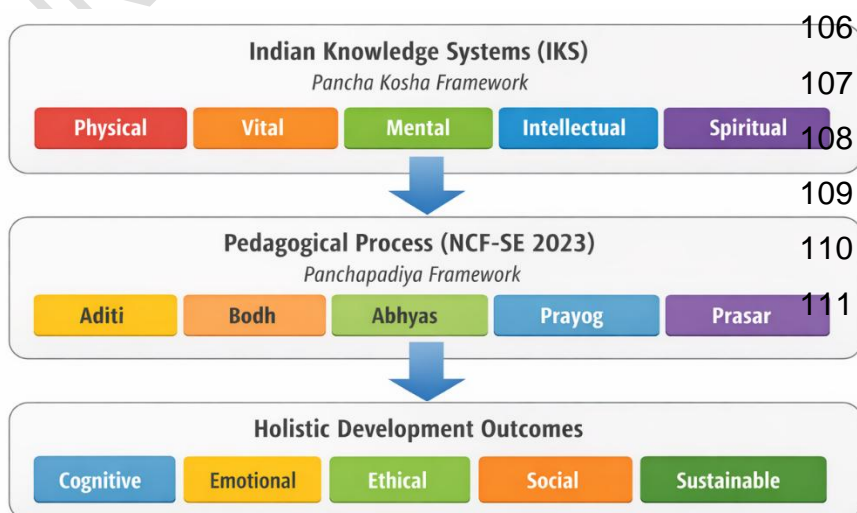 106
Indian Knowledge Systems (IKS)
Pancha Kosha Framework
107
Physical Vital Mental Intellectual Spiritual
108
109
Pedagogical Process (NCF-SE 2023)
110
Panchapadiya Framework
Aditi Bodh Abhyas Prayog Prasar
111
Holistic Development Outcomes
Cognitive Emotional Ethical Social Sustainable